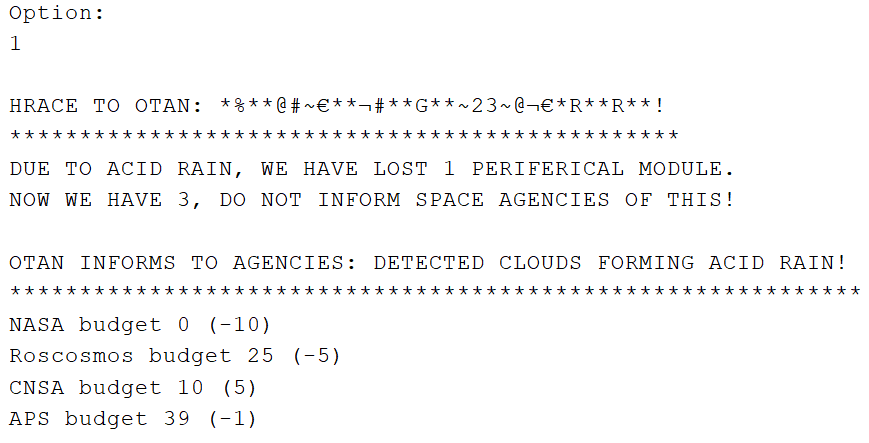 Option:
1
HRACE TO OTAN: *%**@#~€**¬#**G**~23~@¬€*R**R**!
************************************************
DUE TO ACID RAIN, WE HAVE LOST 1 PERIFERICAL MODULE.
NOW WE HAVE 3, DO NOT INFORM SPACE AGENCIES OF THIS!
OTAN INFORMS TO AGENCIES: DETECTED CLOUDS FORMING ACID RAIN!
*************************************************************
NASA budget 0 (-10)
Roscosmos budget 25 (-5)
CNSA budget 10 (5)
APS budget 39 (-1)